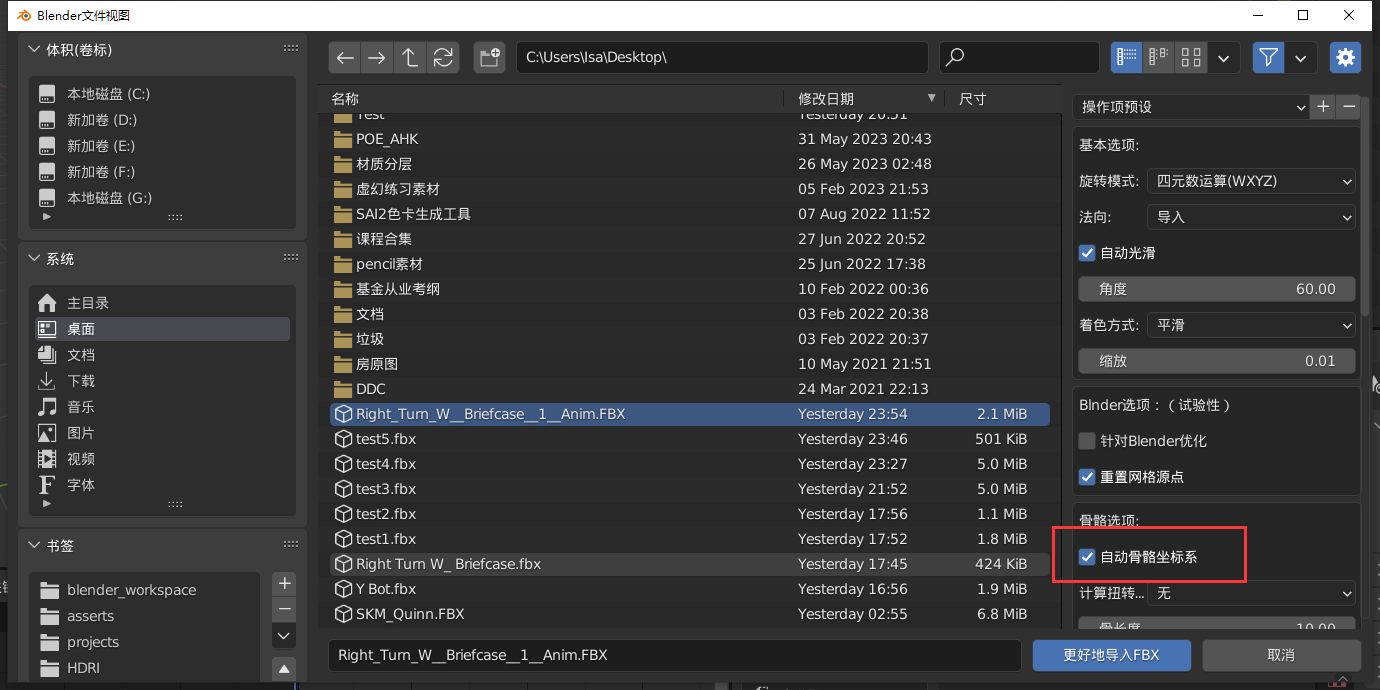 Blender文件视图
体积(卷标)
本地磁盘 (C:)
新加卷 (D:)
新加卷 (E:)
新加卷 (F:)
本地磁盘 (G:)
系统
主目录
桌面
文档
下载
音乐
图片
视频
字体
书签
blender_workspace
asserts
projects
HDRI
C:\Users\Isa\Desktop\
名称 修改日期 尺寸
Test Yesterday 20:51
POE_AHK 31 May 2023 20:43
材质分层 26 May 2023 02:48
虚幻练习素材 05 Feb 2023 21:53
SAI2色卡生成工具 07 Aug 2022 11:52
课程合集 27 Jun 2022 20:52
pencil素材 25 Jun 2022 17:38
基金从业考纲 10 Feb 2022 00:36
文档 03 Feb 2022 20:38
垃圾 03 Feb 2022 20:37
房原图 10 May 2021 21:51
DDC 24 Mar 2021 22:13
Right_Turn_W__Briefcase__1__Anim.FBX Yesterday 23:54 2.1 MiB
test5.fbx Yesterday 23:46 501 KiB
test4.fbx Yesterday 23:27 5.0 MiB
test3.fbx Yesterday 21:52 5.0 MiB
test2.fbx Yesterday 17:56 1.1 MiB
test1.fbx Yesterday 17:52 1.8 MiB
Right Turn W_ Briefcase.fbx Yesterday 17:45 424 KiB
Y Bot.fbx Yesterday 16:56 1.9 MiB
SKM_Quinn.FBX Yesterday 02:55 6.8 MiB
Right_Turn_W__Briefcase__1__Anim.FBX
操作项预设
基本选项:
旋转模式: 四元数运算(WXYZ)
法向: 导入
自动光滑
角度 60.00
着色方式: 平滑
缩放 0.01
Blnder选项：（试验性）
针对Blender优化
重置网格源点
骨骼选项:
自动骨骼坐标系
计算扭转... 无
骨长度 10.00
更好地导入FBX 取消